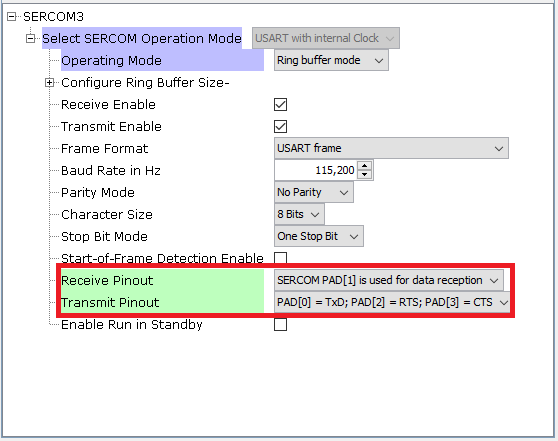 SERCOM3
Select SERCOM Operation Mode USART with internal Clock
Operating Mode Ring buffer mode
Configure Ring Buffer Size-
Receive Enable
Transmit Enable
Frame Format USART frame
Baud Rate in Hz 115,200
Parity Mode No Parity
Character Size 8 Bits
Stop Bit Mode One Stop Bit
Start-of-Frame Detection Enable
Receive Pinout SERCOM PAD[1] is used for data reception
Transmit Pinout PAD[0] = TxD; PAD[2] = RTS; PAD[3] = CTS
Enable Run in Standby